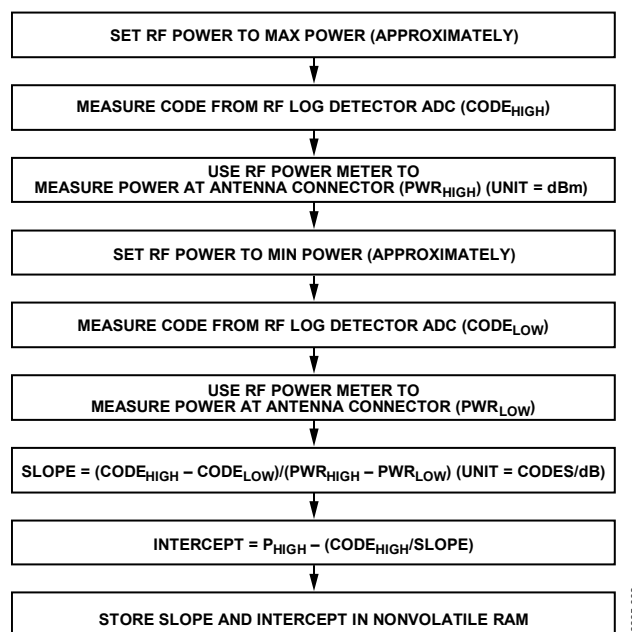 SET RF POWER TO MAX POWER (APPROXIMATELY)
MEASURE CODE FROM RF LOG DETECTOR ADC (CODEHIGH)
USE RF POWER METER TO
MEASURE POWER AT ANTENNA CONNECTOR (PWRHIGH) (UNIT = dBm)
SET RF POWER TO MIN POWER (APPROXIMATELY)
MEASURE CODE FROM RF LOG DETECTOR ADC (CODELOW)
USE RF POWER METER TO
MEASURE POWER AT ANTENNA CONNECTOR (PWRLOW)
SLOPE = (CODEHIGH – CODELOW)/(PWRHIGH – PWRLOW) (UNIT = CODES/dB)
INTERCEPT = PHIGH – (CODEHIGH/SLOPE)
STORE SLOPE AND INTERCEPT IN NONVOLATILE RAM